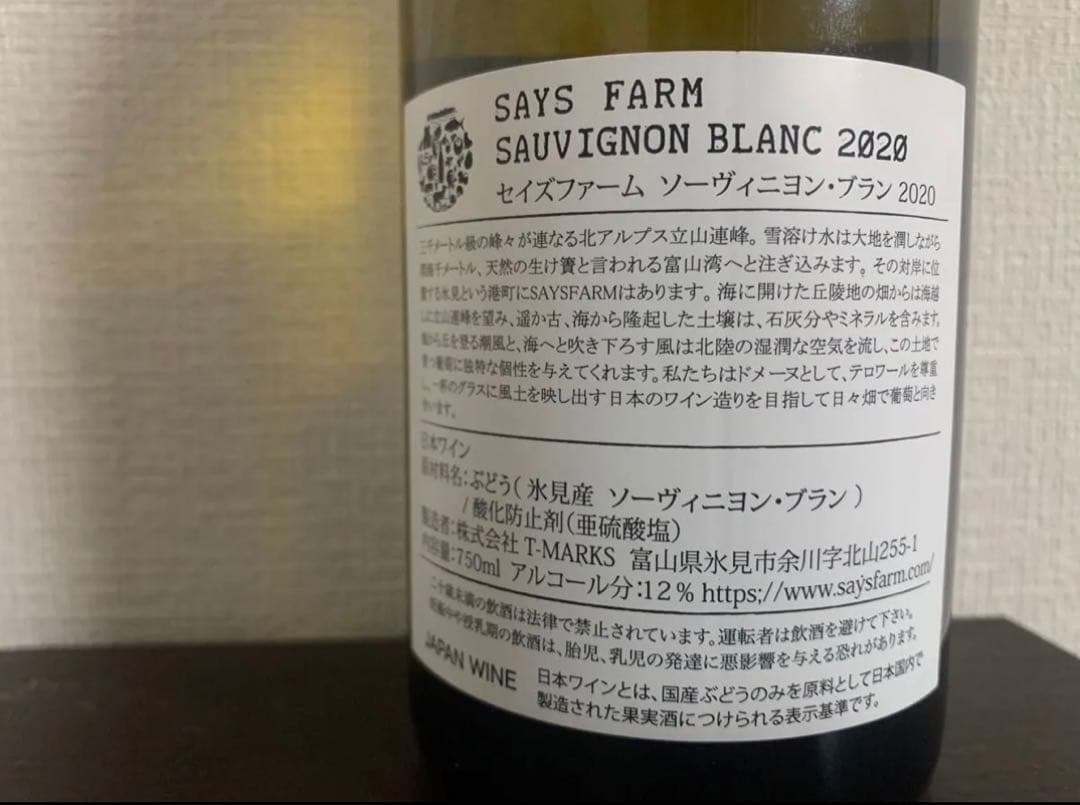 SAYS FARM
SAUVIGNON BLANC 2020
セイズファーム ソーヴィニヨン・ブラン 2020
三千メートル級の峰々が連なる北アルプス立山連峰。雪溶け水は大地を潤しながら
千メートル、天然の生け簀と言われる富山湾へと注ぎ込みます。その対岸に位
する氷見という港町にSAYSFARMはあります。海に開けた丘陵地の畑からは海越
しに立山連峰を望み、遥か古、海から隆起した土壌は、石灰分やミネラルを含みます。
から丘を登る潮風と、海へと吹き下ろす風は北陸の湿潤な空気を流し、この土地で
育つ葡萄に独特な個性を与えてくれます。私たちはドメーヌとして、テロワールを尊重
し、一杯のグラスに風土を映し出す日本のワイン造りを目指して日々畑で葡萄と向き
合います。
日本ワイン
原材料名:ぶどう(氷見産 ソーヴィニヨン・ブラン)
/酸化防止剤(亜硫酸塩)
製造者:株式会社 T-MARKS 富山県氷見市余川字北山255-1
内容量:750ml アルコール分:12% https;//www.saysfarm.com/
二十歳未満の飲酒は法律で禁止されています。運転者は飲酒を避けて下さい。
妊娠中や授乳期の飲酒は、胎児、乳児の発達に悪影響を与える恐れがあります。
JAPAN WINE
日本ワインとは、国産ぶどうのみを原料として日本国内で
製造された果実酒につけられる表示基準です。